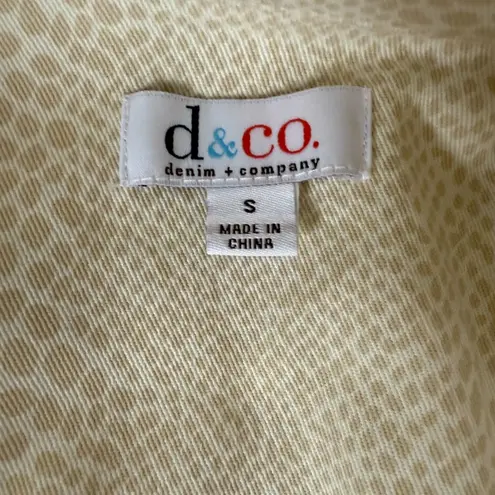 d&co.
denim + company
S
MADE IN
CHINA